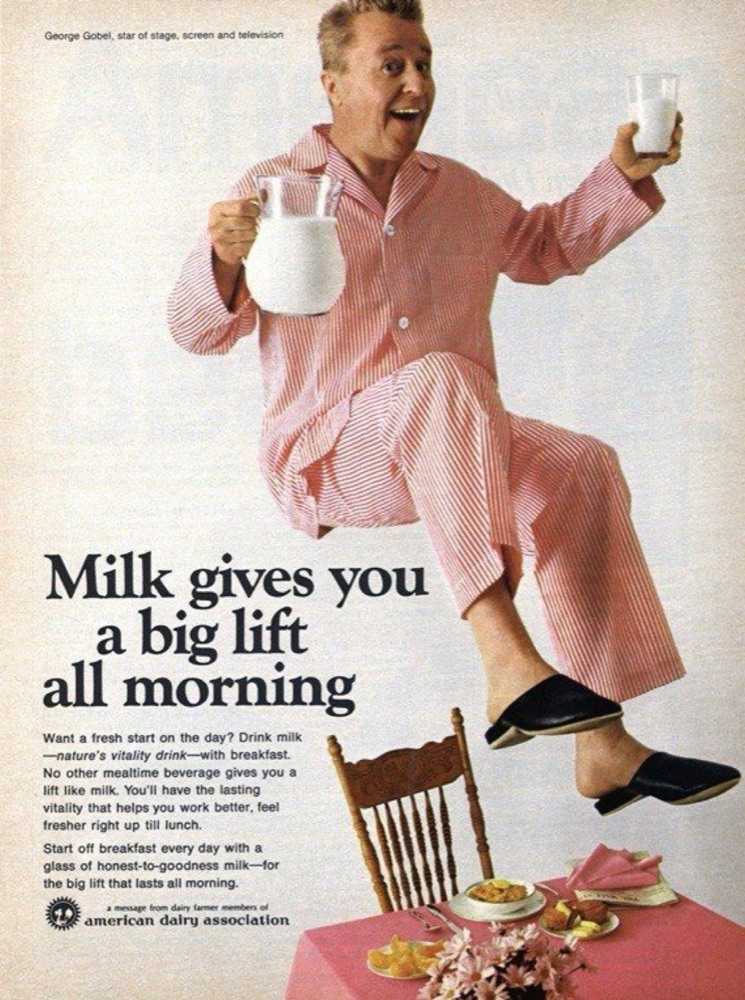 George Gobel, star of stage, screen and television
Milk gives you
a big lift
all morning
Want a fresh start on the day? Drink milk
—nature's vitality drink—with breakfast.
No other mealtime beverage gives you a
lift like milk. You'll have the lasting
vitality that helps you work better, feel
fresher right up till lunch.
Start off breakfast every day with a
glass of honest-to-goodness milk—for
the big lift that lasts all morning.
a message from dairy farmer members of
american dairy association